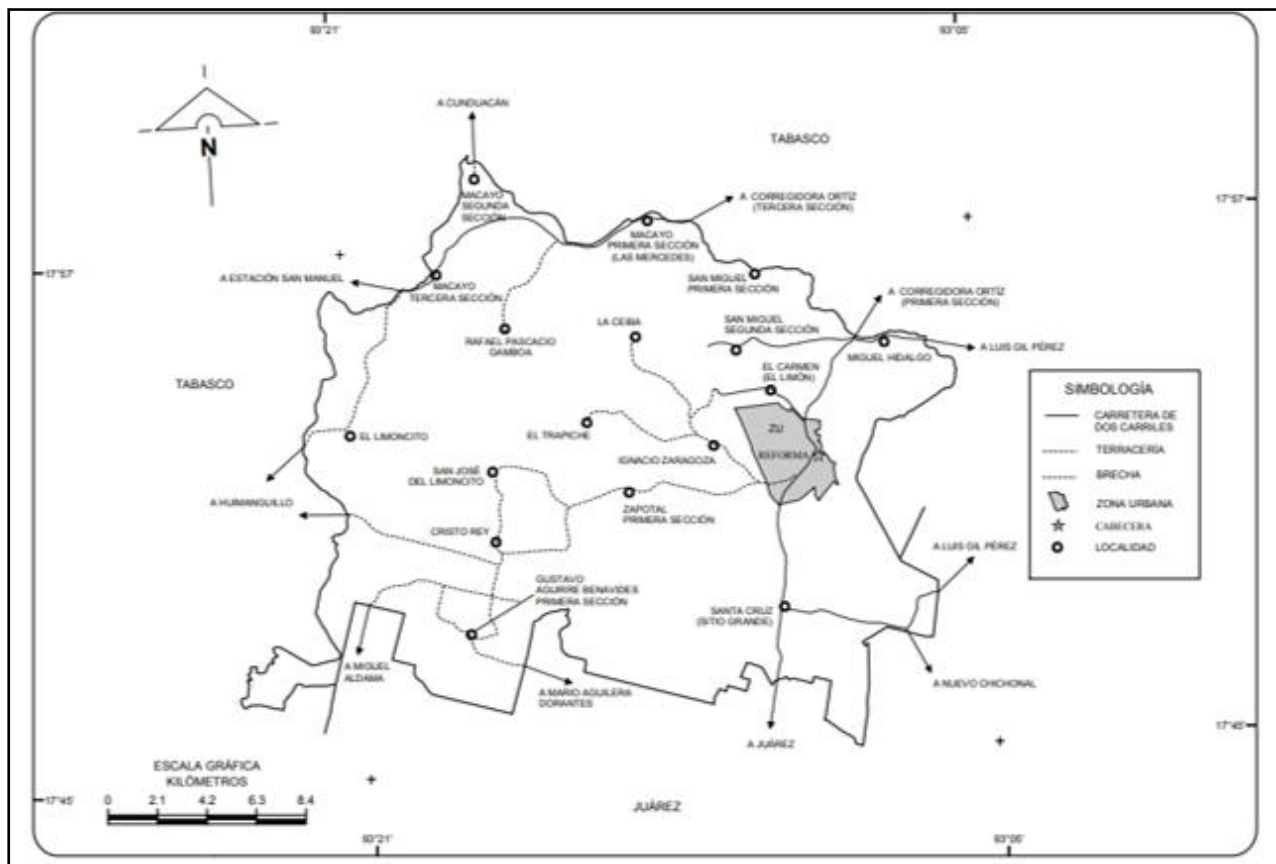 93°21'
93°05'
A CUNDUACÁN
TABASCO
N
MACAYO
SEGUNDA
SECCIÓN
A CORREGIDORA ORTÍZ
(TERCERA SECCIÓN)
17°57'
MACAYO
PRIMERA SECCIÓN
(LAS MERCEDES)
17°57'
A ESTACIÓN SAN MANUEL
MACAYO
TERCERA SECCIÓN
SAN MIGUEL
PRIMERA SECCIÓN
A CORREGIDORA ORTÍZ
(PRIMERA SECCIÓN)
RAFAEL PASCACIO
GAMBOA
LA CEIBIA
SAN MIGUEL
SEGUNDA SECCIÓN
MIGUEL HIDALGO
A LUIS GIL PÉREZ
TABASCO
EL CARMEN
(EL LIMÓN)
SIMBOLOGÍA
CARRETERA DE
DOS CARRILES
TERRACERÍA
BRECHA
ZONA URBANA
CABECERA
LOCALIDAD
EL LIMONCITO
EL TRAPICHE
ZU
REFORMA
IGNACIO ZARAGOZA
SAN JOSÉ
DEL LIMONCITO
A HUIMANGUILLO
ZAPOTAL
PRIMERA SECCIÓN
CRISTO REY
A LUIS GIL PÉREZ
GUSTAVO
AGUIRRE BENAVIDES
PRIMERA SECCIÓN
SANTA CRUZ
(SITIO GRANDE)
A MIGUEL
ALDAMA
A MARIO AGUILERA
DORANTES
A NUEVO CHICHONAL
A JUÁREZ
17°45'
ESCALA GRÁFICA
KILÓMETROS
0 2.1 4.2 6.3 8.4
17°45'
JUÁREZ
93°21'
93°05'